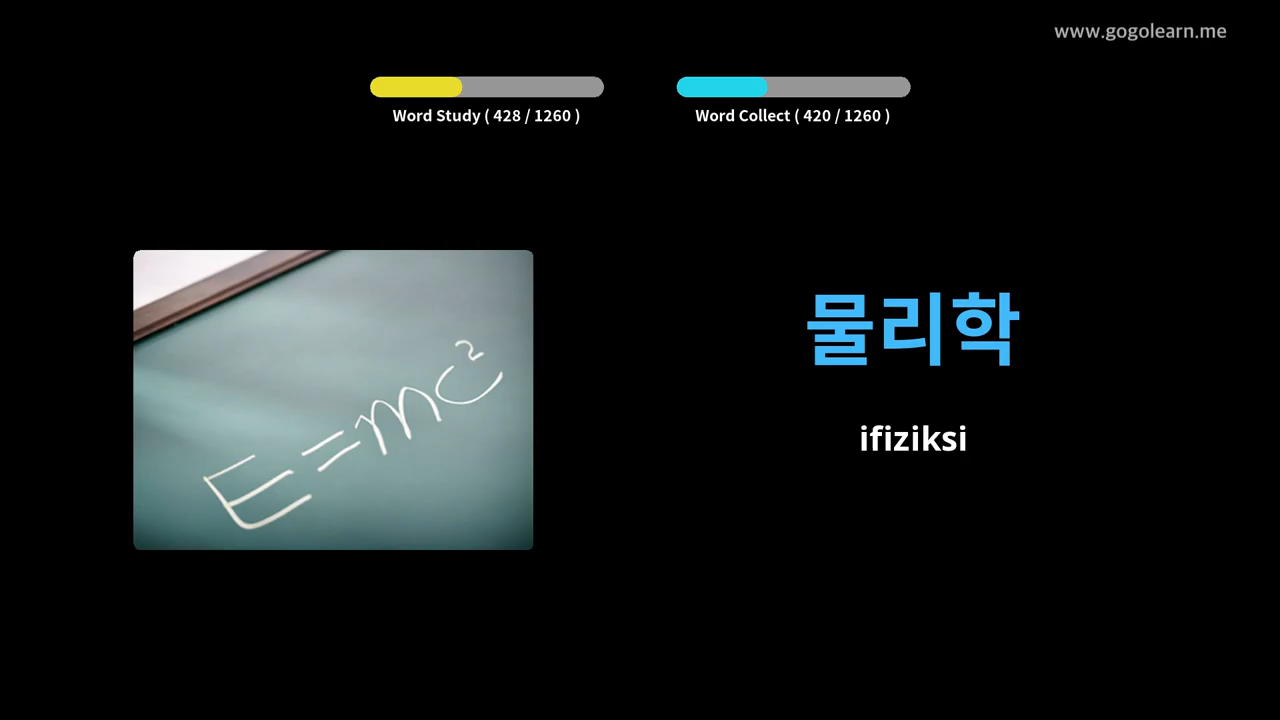 www.gogolearn.me
Word Study ( 428 / 1260 )
Word Collect ( 420 / 1260 )
E=mc²
물리학
ifiziksi